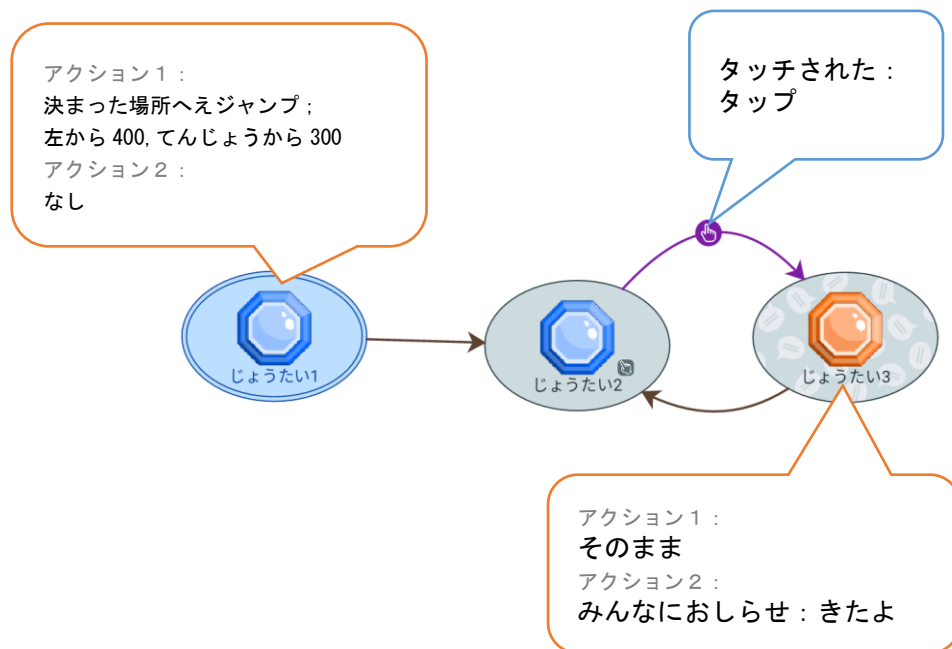 アクション１：
決まった場所へえジャンプ；
左から 400, てんじょうから 300
アクション２：
なし
タッチされた：
タップ
じょうたい1
じょうたい2
じょうたい3
アクション１：
そのまま
アクション２：
みんなにおしらせ：きたよ